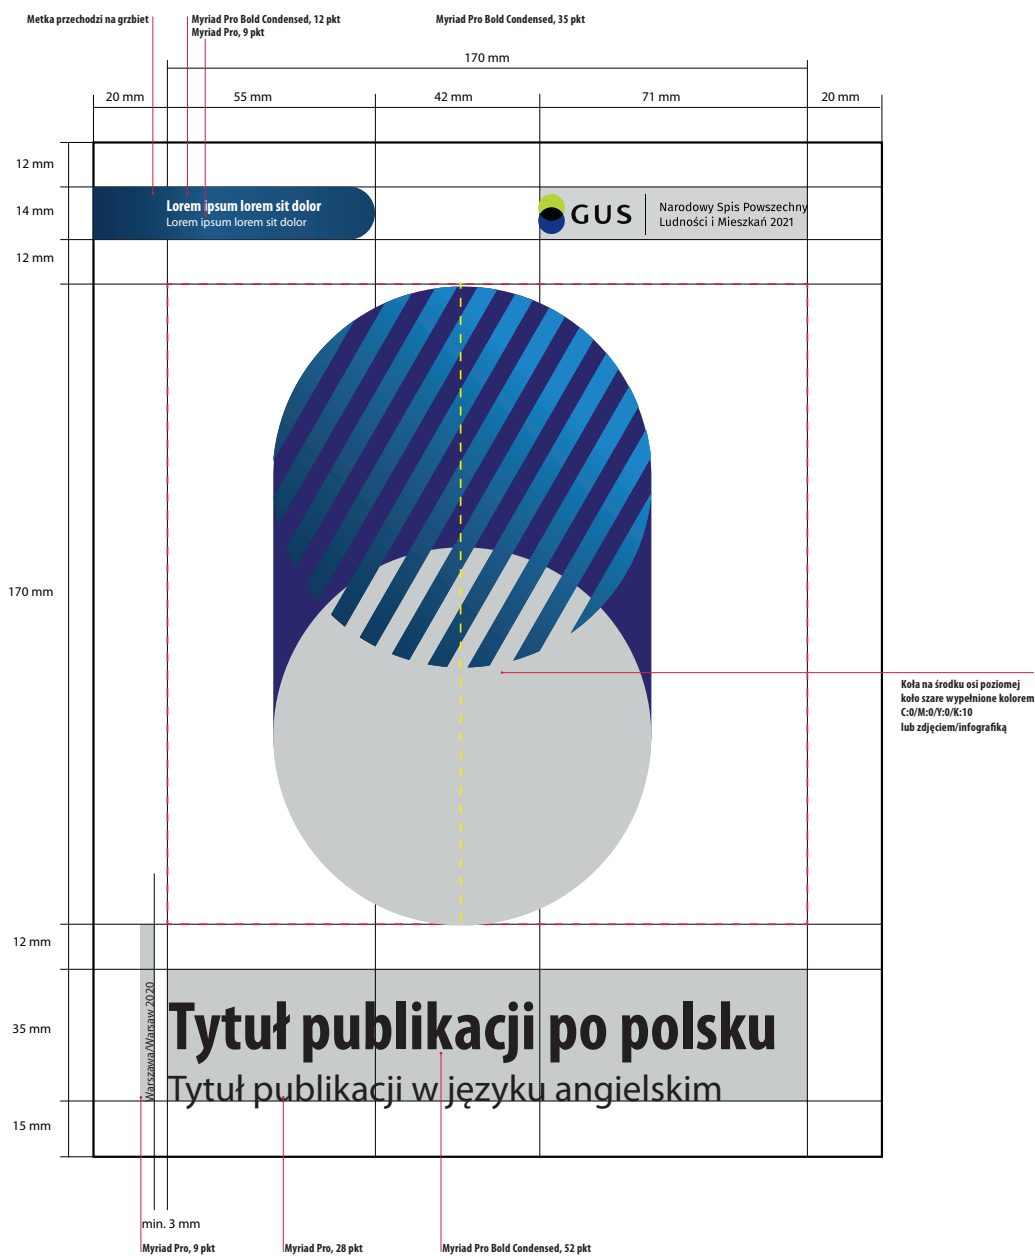 Metka przechodzi na grzbiet
Myriad Pro Bold Condensed, 12 pkt
Myriad Pro, 9 pkt
Myriad Pro Bold Condensed, 35 pkt
170 mm
20 mm
55 mm
42 mm
71 mm
20 mm
12 mm
14 mm
12 mm
Lorem ipsum lorem sit dolor
Lorem ipsum lorem sit dolor
GUS
Narodowy Spis Powszechny
Ludności i Mieszkań 2021
170 mm
Koła na środku osi poziomej
koło szare wypełnione kolorem
C:0/M:0/Y:0/K:10
lub zdjęciem/infografiką
12 mm
35 mm
15 mm
Warszawa/Warsaw 2020
Tytuł publikacji po polsku
Tytuł publikacji w języku angielskim
min. 3 mm
Myriad Pro, 9 pkt
Myriad Pro, 28 pkt
Myriad Pro Bold Condensed, 52 pkt